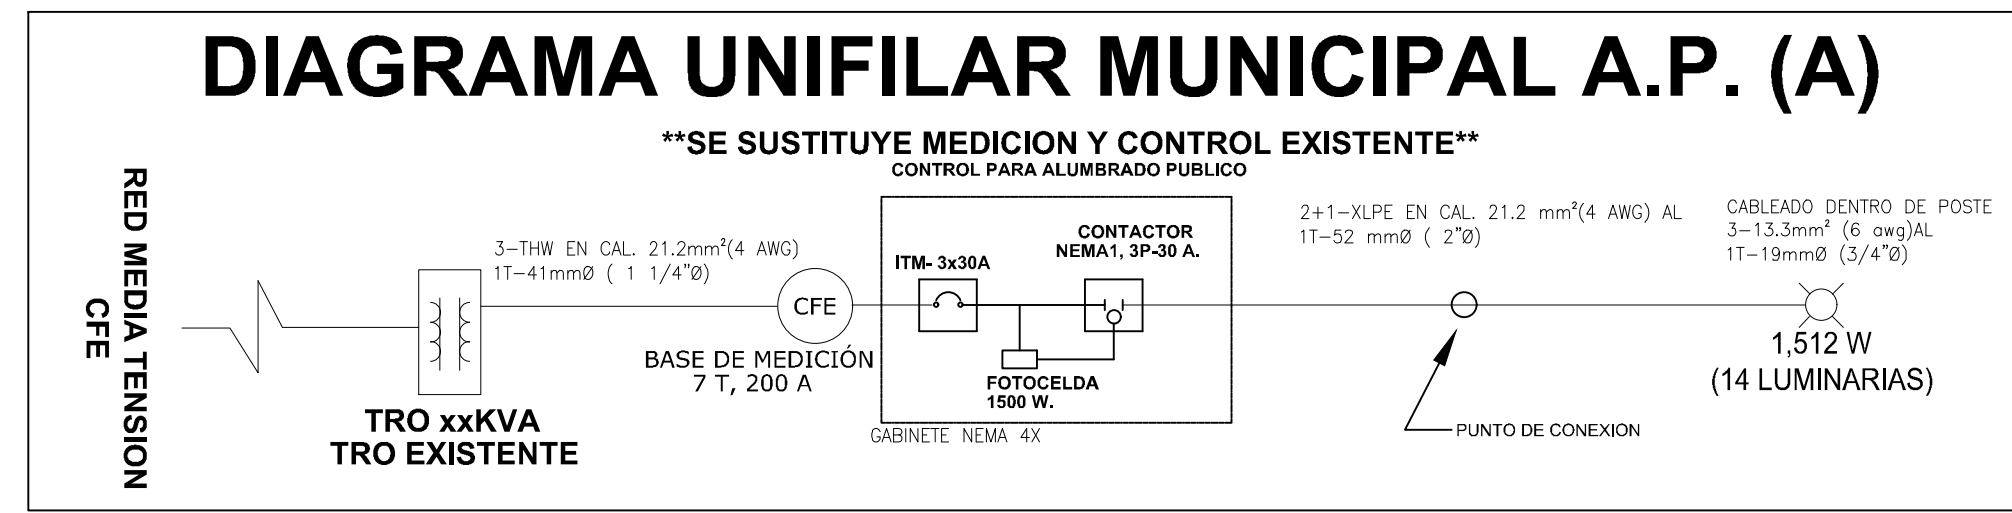 DIAGRAMA UNIFILAR MUNICIPAL A.P. (A)
**SE SUSTITUYE MEDICION Y CONTROL EXISTENTE**
CONTROL PARA ALUMBRADO PUBLICO
RED MEDIA TENSION
CFE
3-THW EN CAL. 21.2mm²(4 AWG)
1T-41mmØ ( 1 1/4"Ø)
TRO xxKVA
TRO EXISTENTE
CFE
BASE DE MEDICIÓN
7 T, 200 A
ITM- 3x30A
CONTACTOR
NEMA1, 3P-30 A.
FOTOCELDA
1500 W.
GABINETE NEMA 4X
2+1-XLPE EN CAL. 21.2 mm²(4 AWG) AL
1T-52 mmØ ( 2"Ø)
PUNTO DE CONEXION
CABLEADO DENTRO DE POSTE
3-13.3mm² (6 awg)AL
1T-19mmØ (3/4"Ø)
1,512 W
(14 LUMINARIAS)